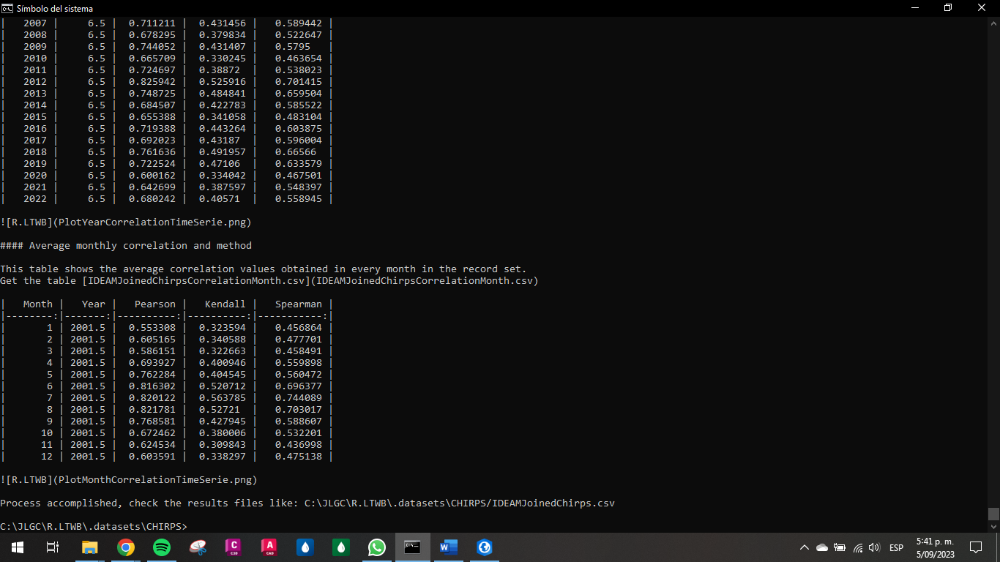 Símbolo del sistema
|   2007 |     6.5 |  0.711211 |  0.431456 |   0.589442 |
|   2008 |     6.5 |  0.678295 |  0.379834 |   0.522647 |
|   2009 |     6.5 |  0.744052 |  0.431407 |   0.5795   |
|   2010 |     6.5 |  0.665709 |  0.330245 |   0.463654 |
|   2011 |     6.5 |  0.724697 |  0.38872  |   0.538023 |
|   2012 |     6.5 |  0.825942 |  0.525916 |   0.701415 |
|   2013 |     6.5 |  0.748725 |  0.484841 |   0.659504 |
|   2014 |     6.5 |  0.684507 |  0.422783 |   0.585522 |
|   2015 |     6.5 |  0.655388 |  0.341058 |   0.483104 |
|   2016 |     6.5 |  0.719388 |  0.443264 |   0.603875 |
|   2017 |     6.5 |  0.692023 |  0.43187  |   0.596004 |
|   2018 |     6.5 |  0.761636 |  0.491957 |   0.66566  |
|   2019 |     6.5 |  0.722524 |  0.47106  |   0.633579 |
|   2020 |     6.5 |  0.600162 |  0.334042 |   0.467501 |
|   2021 |     6.5 |  0.642699 |  0.387597 |   0.548397 |
|   2022 |     6.5 |  0.680242 |  0.40571  |   0.558945 |
![R.LTWB](PlotYearCorrelationTimeSerie.png)
#### Average monthly correlation and method
This table shows the average correlation values obtained in every month in the record set.
Get the table [IDEAMJoinedChirpsCorrelationMonth.csv](IDEAMJoinedChirpsCorrelationMonth.csv)
|   Month |   Year |   Pearson |   Kendall |   Spearman |
|--------:|-------:|----------:|----------:|-----------:|
|       1 | 2001.5 |  0.553308 |  0.323594 |   0.456864 |
|       2 | 2001.5 |  0.605165 |  0.340588 |   0.477701 |
|       3 | 2001.5 |  0.586151 |  0.322663 |   0.458491 |
|       4 | 2001.5 |  0.693927 |  0.400946 |   0.559898 |
|       5 | 2001.5 |  0.762284 |  0.404545 |   0.560472 |
|       6 | 2001.5 |  0.816302 |  0.520712 |   0.696377 |
|       7 | 2001.5 |  0.820122 |  0.563785 |   0.744089 |
|       8 | 2001.5 |  0.821781 |  0.52721  |   0.703017 |
|       9 | 2001.5 |  0.768581 |  0.427945 |   0.588607 |
|      10 | 2001.5 |  0.672462 |  0.380006 |   0.532201 |
|      11 | 2001.5 |  0.624534 |  0.309843 |   0.436998 |
|      12 | 2001.5 |  0.603591 |  0.338297 |   0.475138 |
![R.LTWB](PlotMonthCorrelationTimeSerie.png)
Process accomplished, check the results files like: C:\JLGC\R.LTWB\.datasets\CHIRPS/IDEAMJoinedChirps.csv
C:\JLGC\R.LTWB\.datasets\CHIRPS>
C C3D A CAD W ESP 5:41 p. m.
5/09/2023